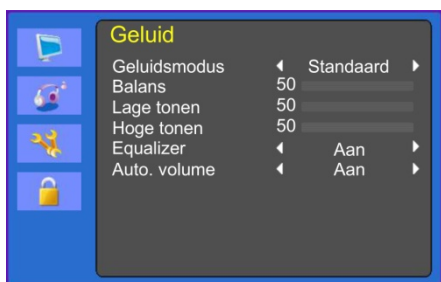 Geluid
Geluidsmodus Standaard
Balans 50
Lage tonen 50
Hoge tonen 50
Equalizer Aan
Auto. volume Aan